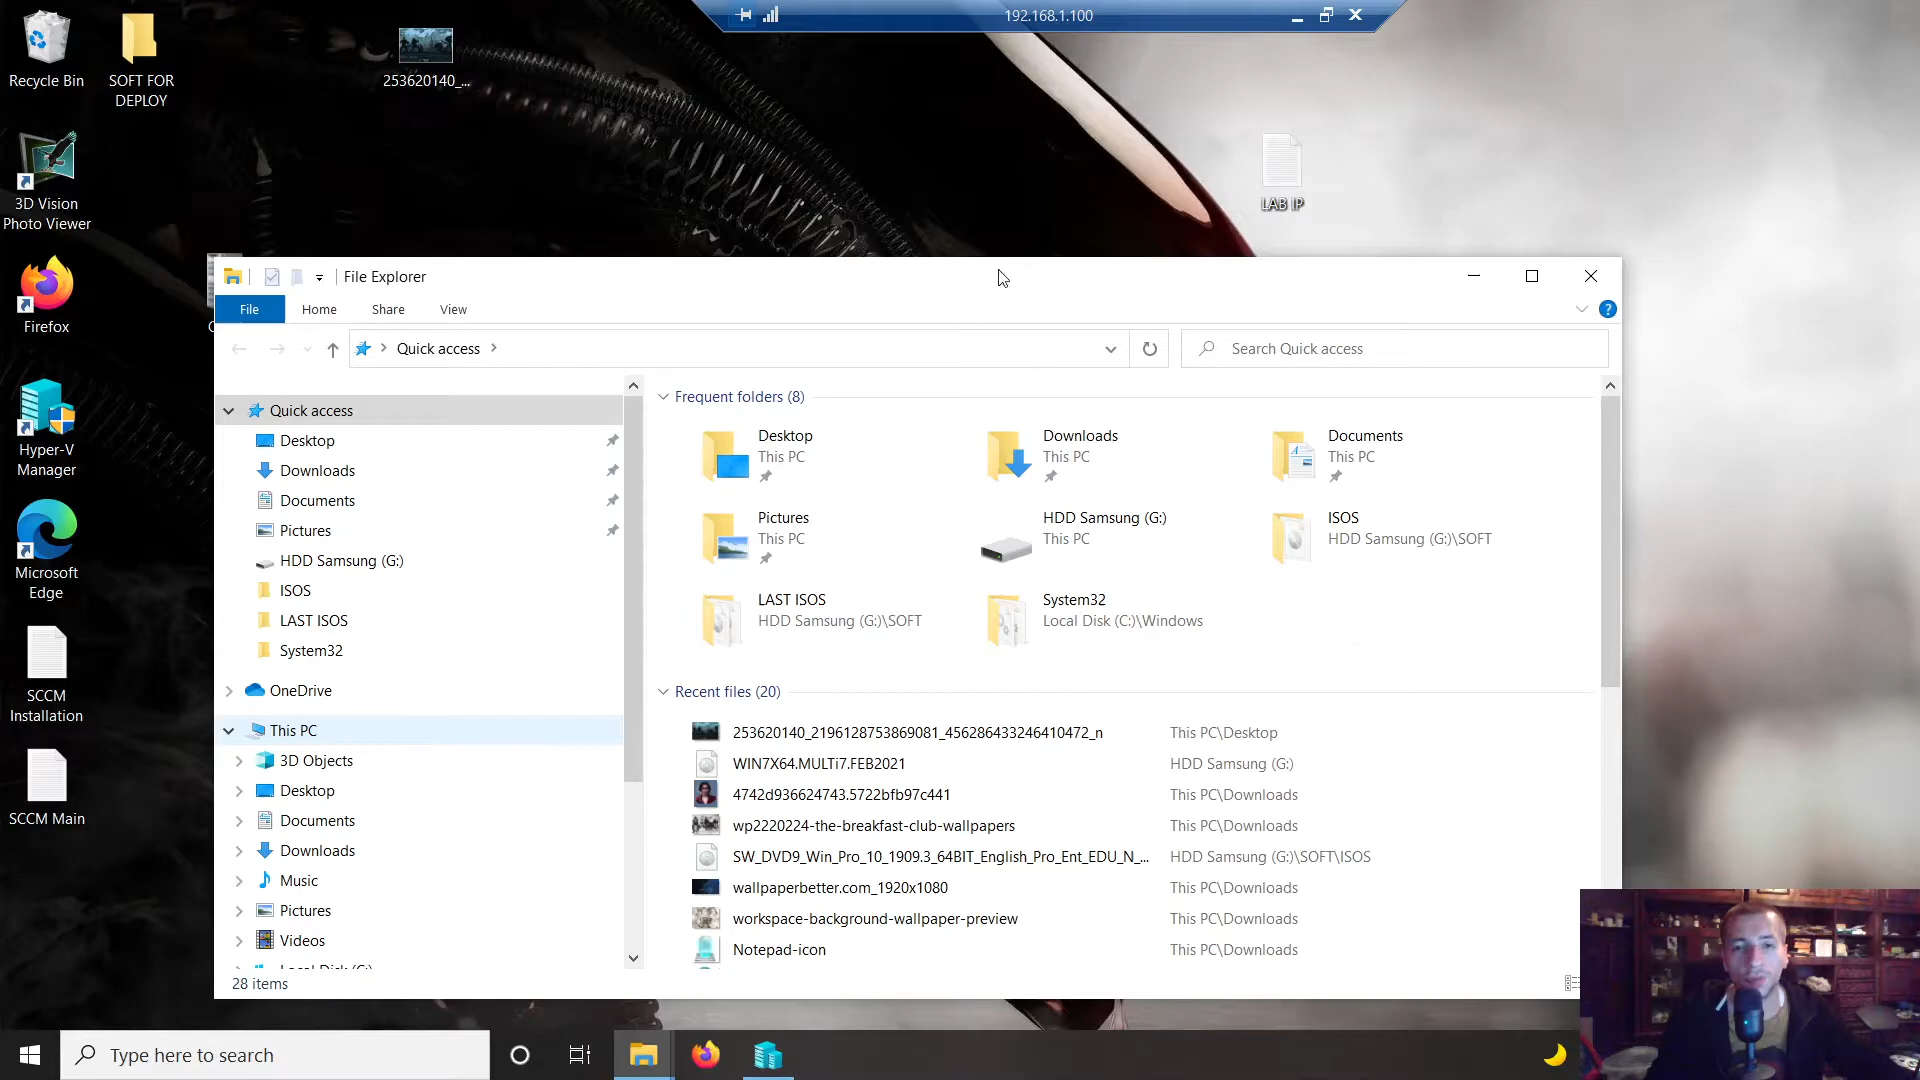 192.168.1.100
Recycle Bin
SOFT FOR
DEPLOY
253620140_...
3D Vision
Photo Viewer
LAB IP
Firefox
Hyper-V
Manager
Microsoft
Edge
SCCM
Installation
SCCM Main
File Explorer
File
Home
Share
View
?
Quick access
Search Quick access
Quick access
Desktop
Downloads
Documents
Pictures
HDD Samsung (G:)
ISOS
LAST ISOS
System32
OneDrive
This PC
3D Objects
Desktop
Documents
Downloads
Music
Pictures
Videos
Local Disk (C:)
Frequent folders (8)
Desktop
This PC
Downloads
This PC
Documents
This PC
Pictures
This PC
HDD Samsung (G:)
This PC
ISOS
HDD Samsung (G:)\SOFT
LAST ISOS
HDD Samsung (G:)\SOFT
System32
Local Disk (C:)\Windows
Recent files (20)
253620140_2196128753869081_456286433246410472_n This PC\Desktop
WIN7X64.MULTi7.FEB2021 HDD Samsung (G:)
4742d936624743.5722bfb97c441 This PC\Downloads
wp2220224-the-breakfast-club-wallpapers This PC\Downloads
SW_DVD9_Win_Pro_10_1909.3_64BIT_English_Pro_Ent_EDU_N_... HDD Samsung (G:)\SOFT\ISOS
wallpaperbetter.com_1920x1080 This PC\Downloads
workspace-background-wallpaper-preview This PC\Downloads
Notepad-icon This PC\Downloads
28 items
Type here to search